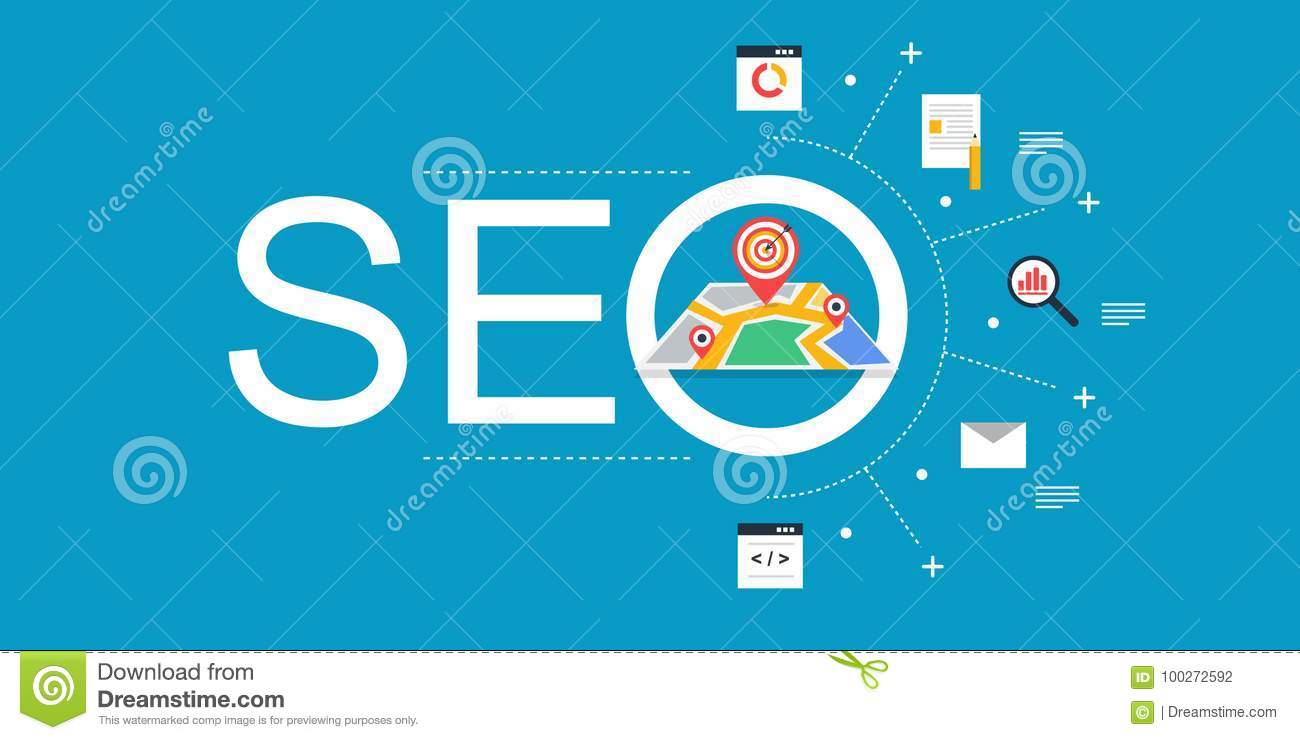 SEO
</>
dreamstime
dreamstime
dreamstime
dreamstime
dreamstime
Download from
Dreamstime.com
This watermarked comp image is for previewing purposes only.
ID 100272592
© | Dreamstime.com